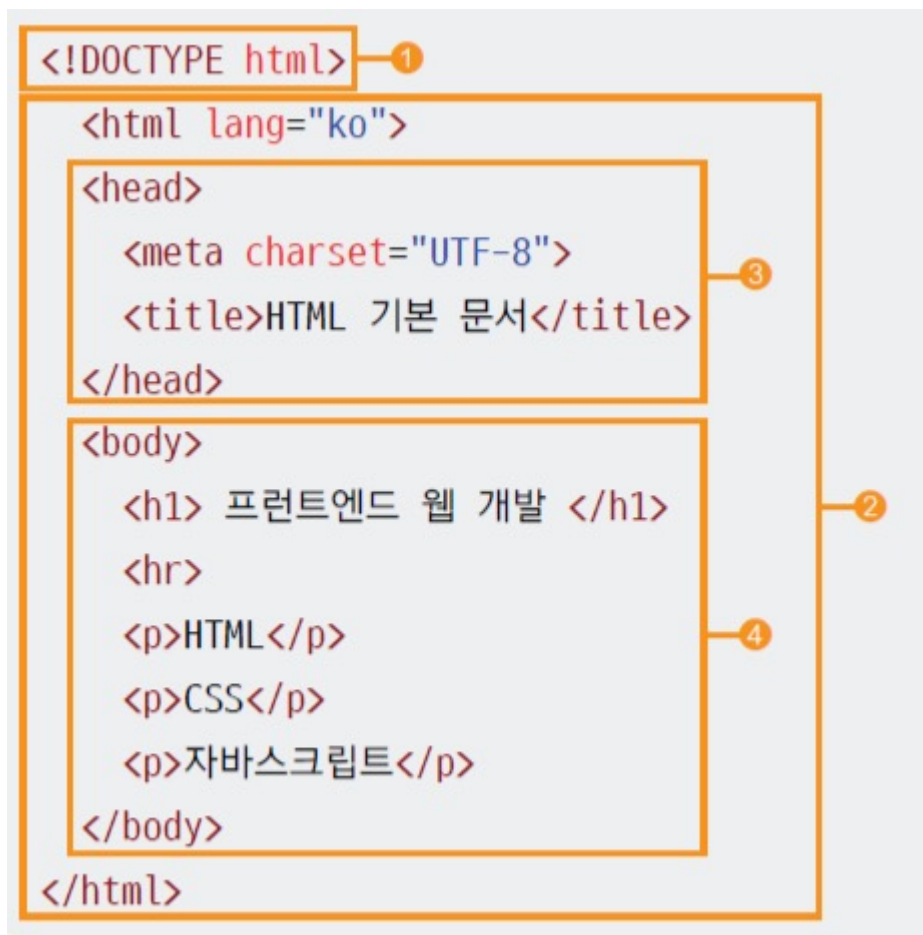 <!DOCTYPE html> 1
<html lang="ko">
<head>
<meta charset="UTF-8">
<title>HTML 기본 문서</title>
3
</head>
<body>
<h1> 프런트엔드 웹 개발 </h1>
2
<hr>
<p>HTML</p>
4
<p>CSS</p>
<p>자바스크립트</p>
</body>
</html>